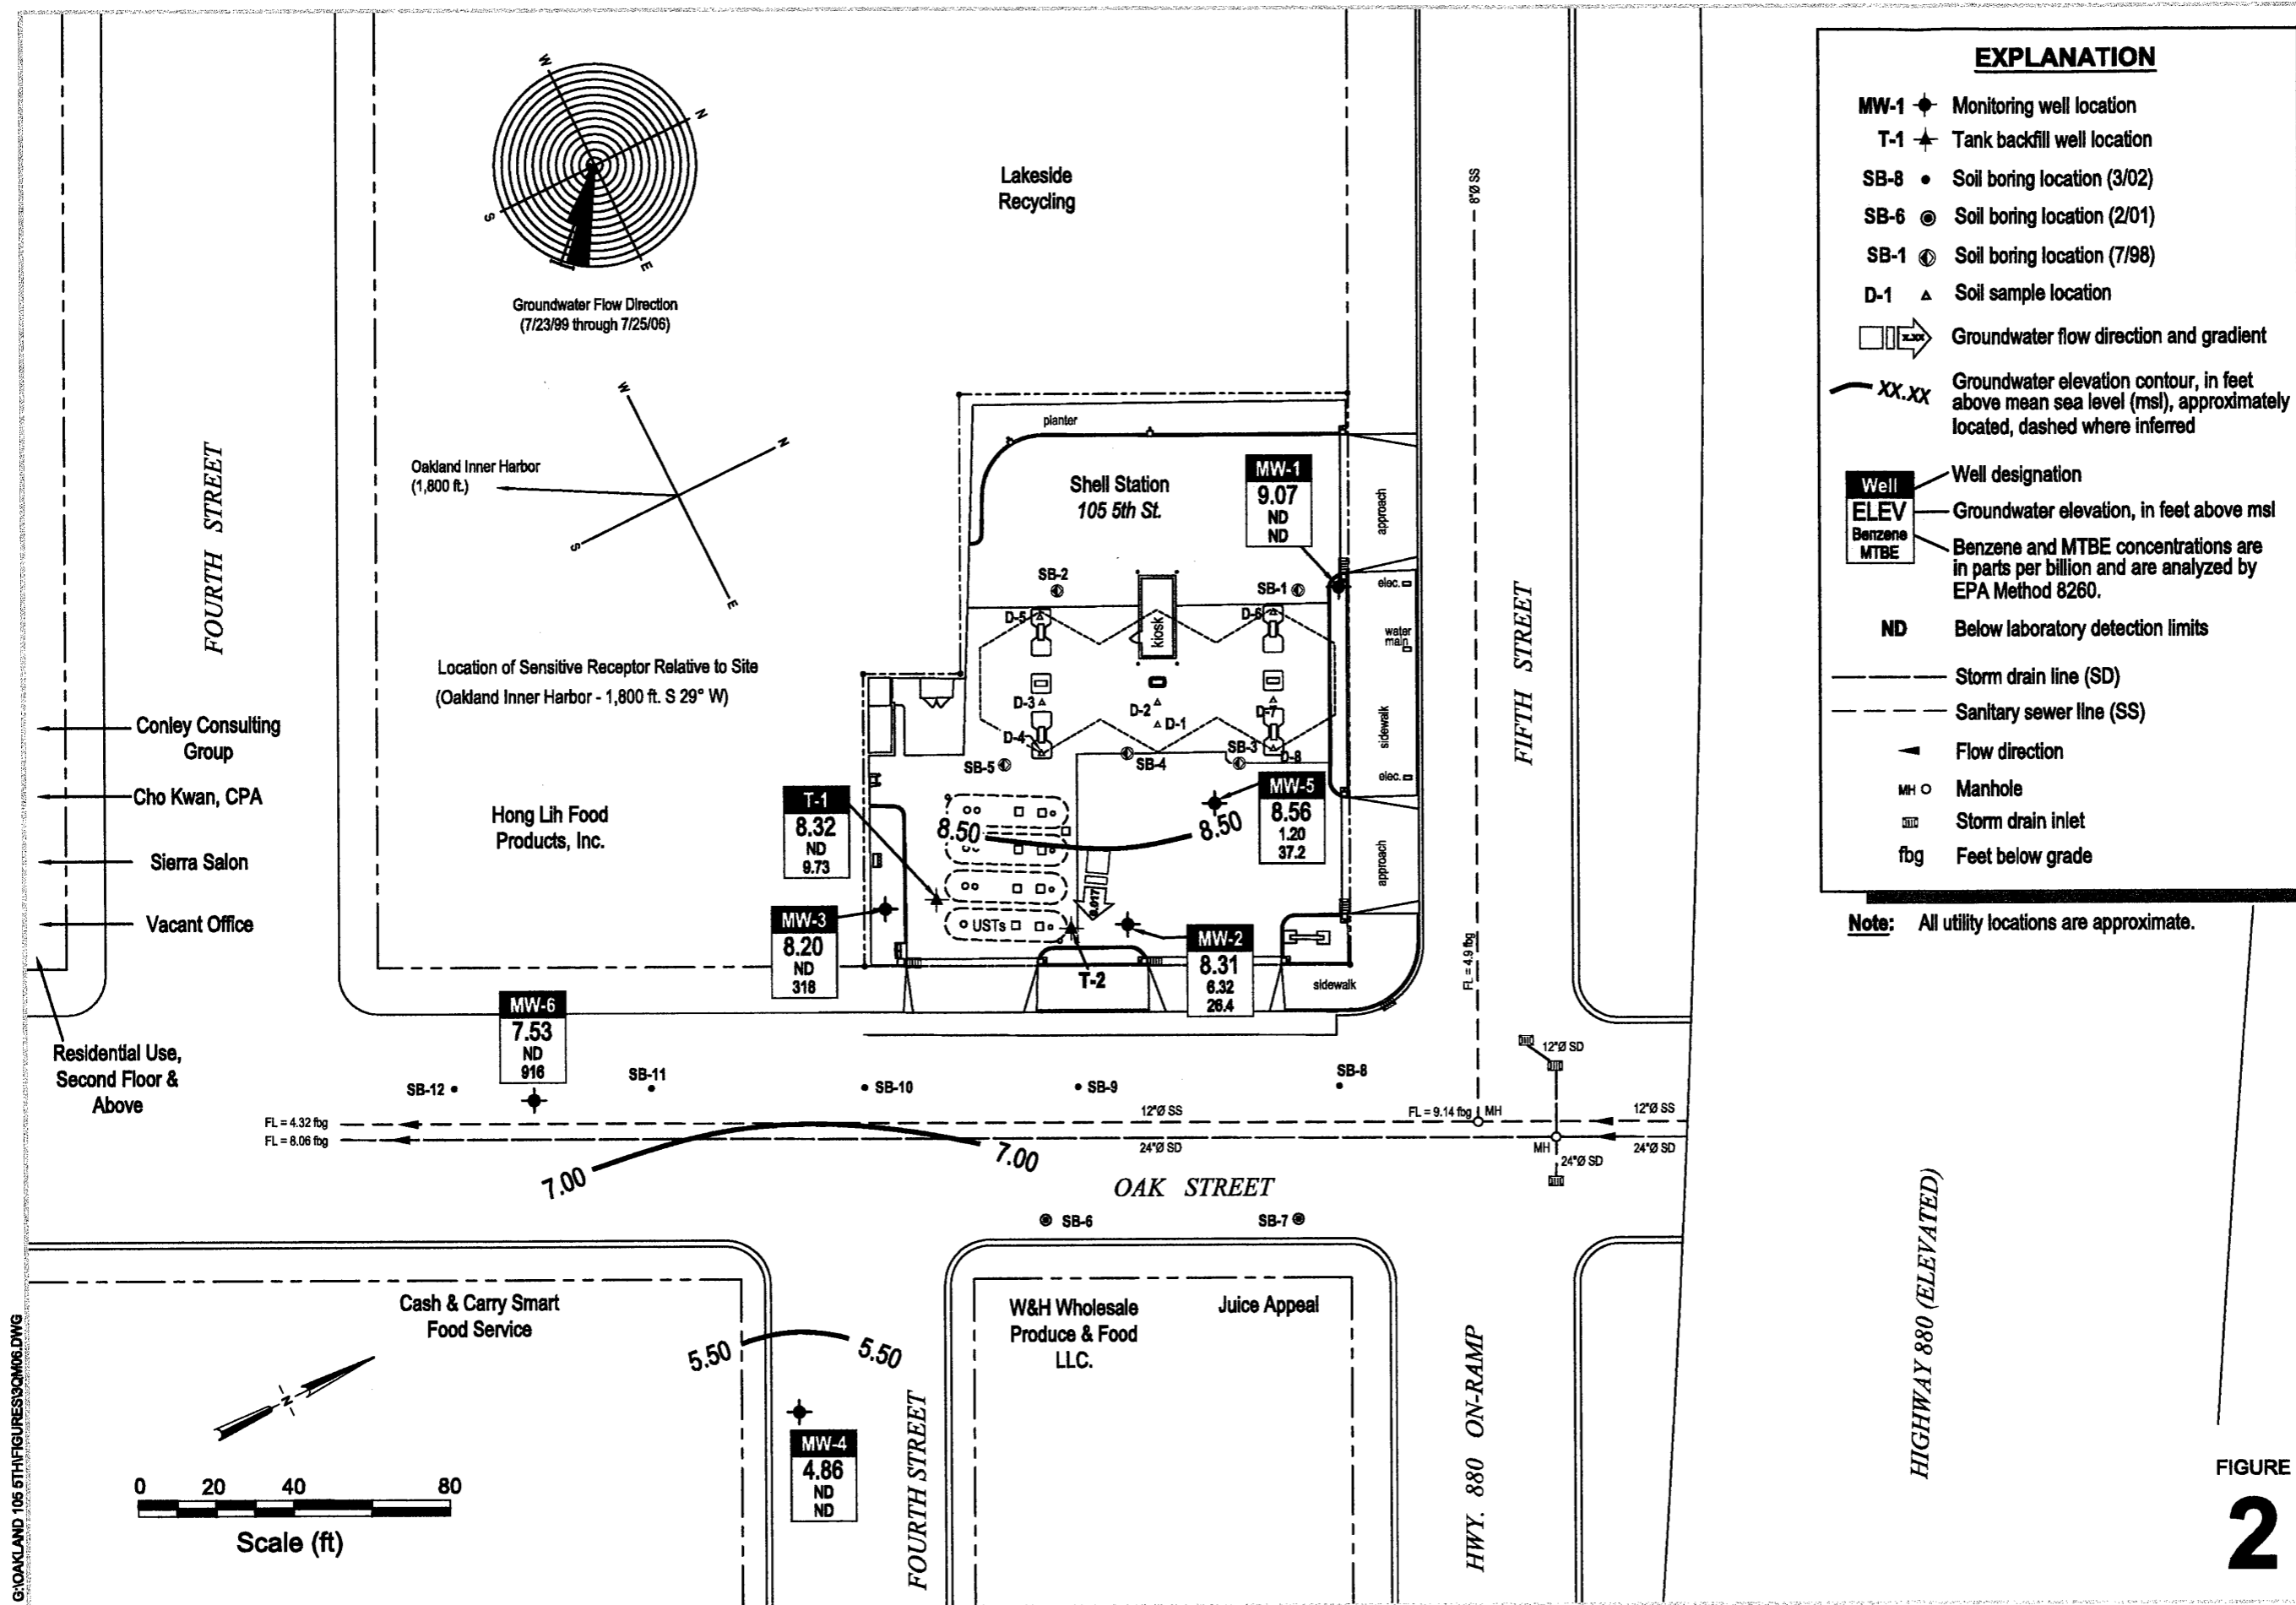 W
N
S
E
Groundwater Flow Direction
(7/23/99 through 7/25/06)
Lakeside
Recycling
8"Ø SS
EXPLANATION
MW-1 Monitoring well location
T-1 Tank backfill well location
SB-8 Soil boring location (3/02)
SB-6 Soil boring location (2/01)
SB-1 Soil boring location (7/98)
D-1 Soil sample location
x.xx Groundwater flow direction and gradient
XX.XX Groundwater elevation contour, in feet
above mean sea level (msl), approximately
located, dashed where inferred
Well
ELEV
Benzene
MTBE
Well designation
Groundwater elevation, in feet above msl
Benzene and MTBE concentrations are
in parts per billion and are analyzed by
EPA Method 8260.
ND Below laboratory detection limits
Storm drain line (SD)
Sanitary sewer line (SS)
Flow direction
MH Manhole
Storm drain inlet
fbg Feet below grade
Note: All utility locations are approximate.
W
N
S
E
Oakland Inner Harbor
(1,800 ft.)
Location of Sensitive Receptor Relative to Site
(Oakland Inner Harbor - 1,800 ft. S 29° W)
FOURTH STREET
planter
Shell Station
105 5th St.
MW-1
9.07
ND
ND
approach
elec.
water
main
sidewalk
elec.
approach
FIFTH STREET
SB-2
SB-1
D-5
kiosk
D-6
D-3
D-2
D-1
D-7
D-4
SB-3
D-8
SB-5
SB-4
Conley Consulting
Group
Cho Kwan, CPA
Sierra Salon
Vacant Office
Residential Use,
Second Floor &
Above
Hong Lih Food
Products, Inc.
T-1
8.32
ND
9.73
8.50
8.50
MW-5
8.56
1.20
37.2
0.017
USTs
MW-3
8.20
ND
318
T-2
MW-2
8.31
6.32
26.4
sidewalk
FL = 4.9 fbg
MW-6
7.53
ND
916
SB-12
SB-11
SB-10
SB-9
SB-8
12"Ø SD
FL = 4.32 fbg
FL = 8.06 fbg
12"Ø SS
24"Ø SD
FL = 9.14 fbg
MH
12"Ø SS
MH
24"Ø SD
24"Ø SD
7.00
7.00
OAK STREET
SB-6
SB-7
Cash & Carry Smart
Food Service
W&H Wholesale
Produce & Food
LLC.
Juice Appeal
5.50
5.50
MW-4
4.86
ND
ND
FOURTH STREET
HWY. 880 ON-RAMP
HIGHWAY 880 (ELEVATED)
N
0 20 40 80
Scale (ft)
G:\OAKLAND 105 5TH\FIGURES\3QM06.DWG
FIGURE
2